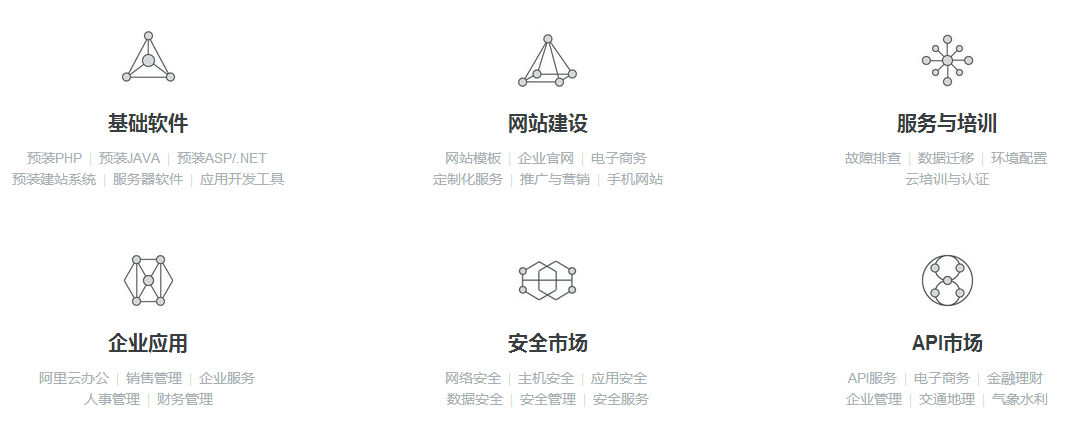 基础软件
预装PHP | 预装JAVA | 预装ASP/.NET
预装建站系统 | 服务器软件 | 应用开发工具
网站建设
网站模板 | 企业官网 | 电子商务
定制化服务 | 推广与营销 | 手机网站
服务与培训
故障排查 | 数据迁移 | 环境配置
云培训与认证
企业应用
阿里云办公 | 销售管理 | 企业服务
人事管理 | 财务管理
安全市场
网络安全 | 主机安全 | 应用安全
数据安全 | 安全管理 | 安全服务
API市场
API服务 | 电子商务 | 金融理财
企业管理 | 交通地理 | 气象水利